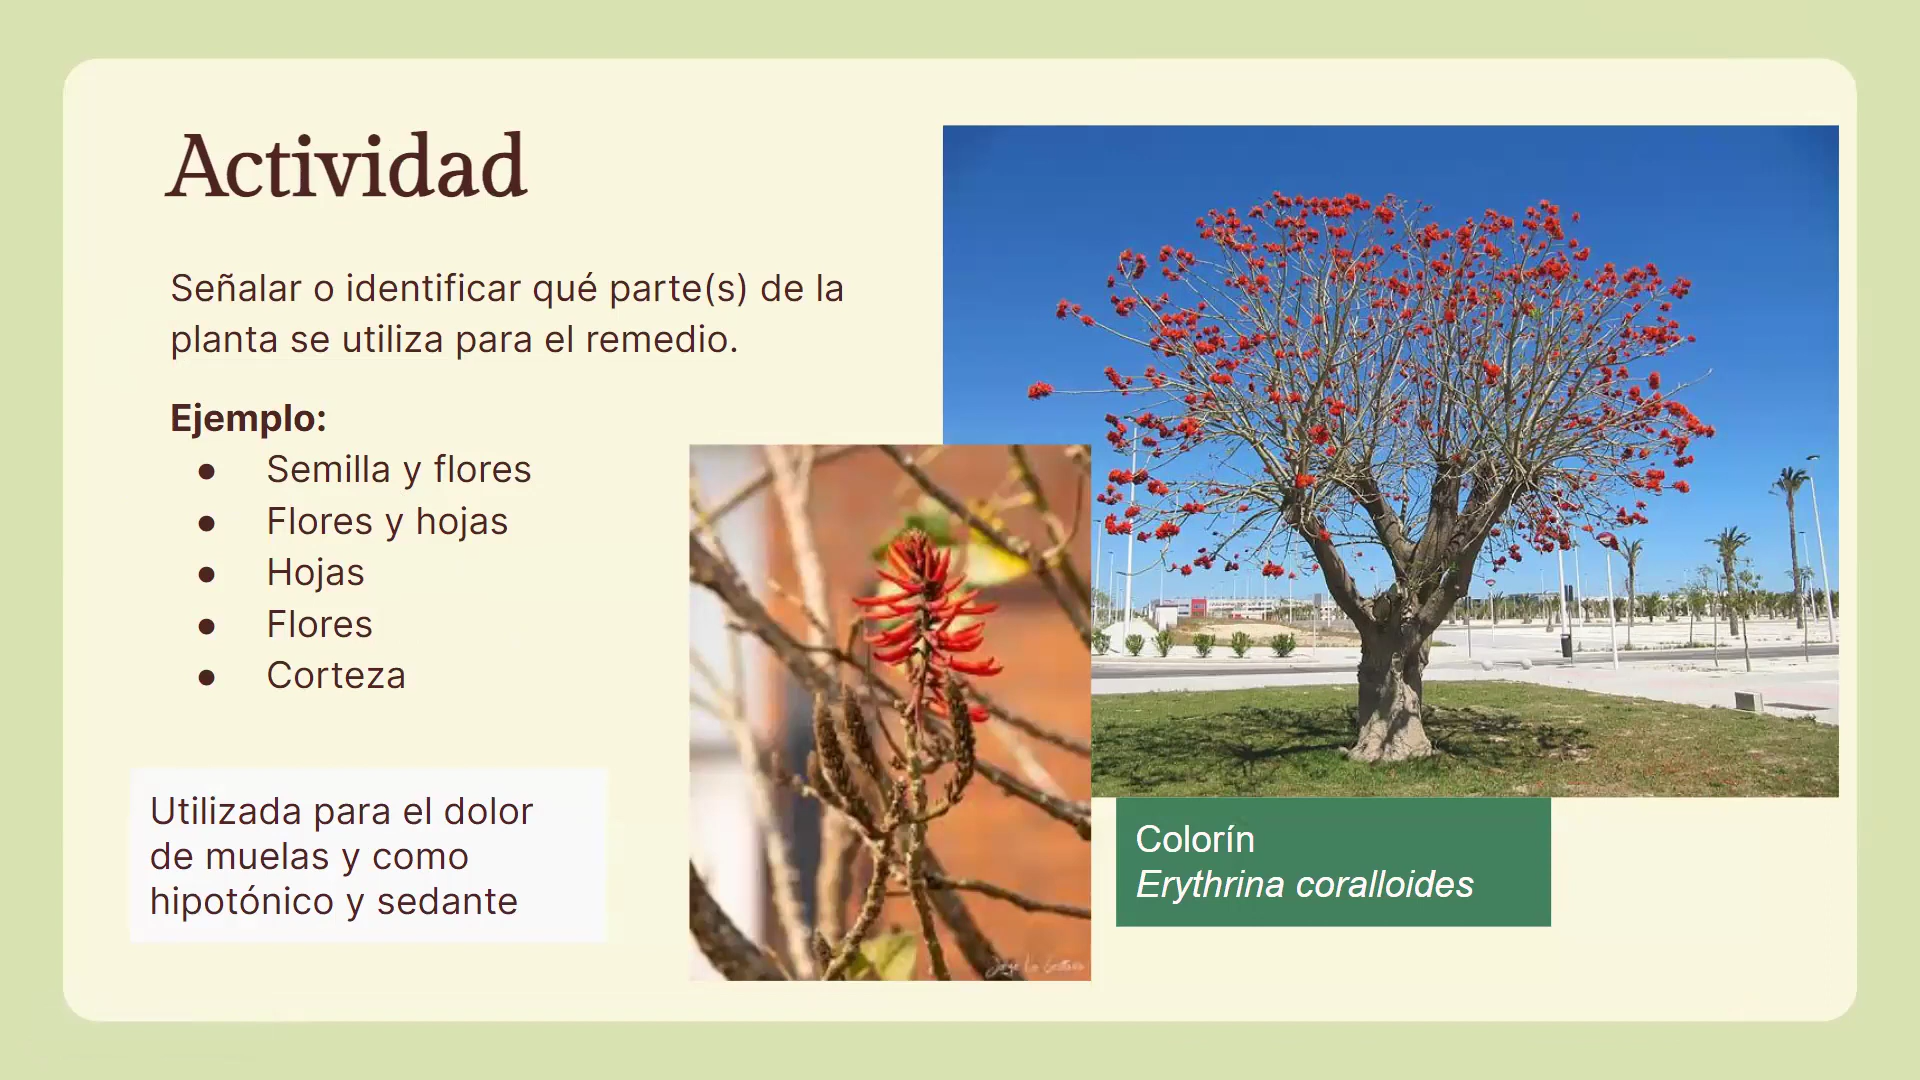 Actividad
Señalar o identificar qué parte(s) de la
planta se utiliza para el remedio.
Ejemplo:
● Semilla y flores
● Flores y hojas
● Hojas
● Flores
● Corteza
Utilizada para el dolor
de muelas y como
hipotónico y sedante
Colorín
Erythrina coralloides